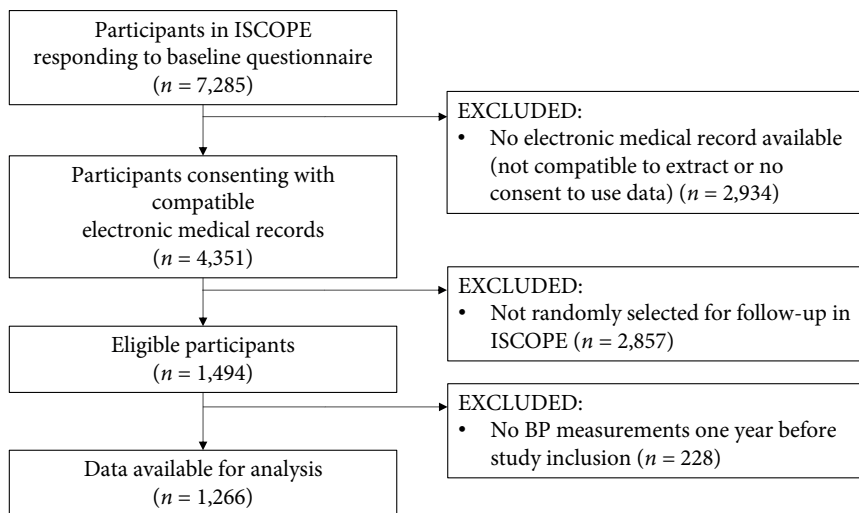 Participants in ISCOPE
responding to baseline questionnaire
(n = 7,285)
EXCLUDED:
• No electronic medical record available
(not compatible to extract or no
consent to use data) (n = 2,934)
Participants consenting with
compatible
electronic medical records
(n = 4,351)
EXCLUDED:
• Not randomly selected for follow-up in
ISCOPE (n = 2,857)
Eligible participants
(n = 1,494)
EXCLUDED:
• No BP measurements one year before
study inclusion (n = 228)
Data available for analysis
(n = 1,266)